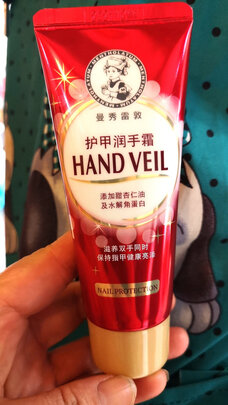 MENTHOLATUM
曼秀雷敦
护甲润手霜
HAND VEIL
添加甜杏仁油
及水解角蛋白
滋养双手同时
保持指甲健康亮泽
NAIL PROTECTION